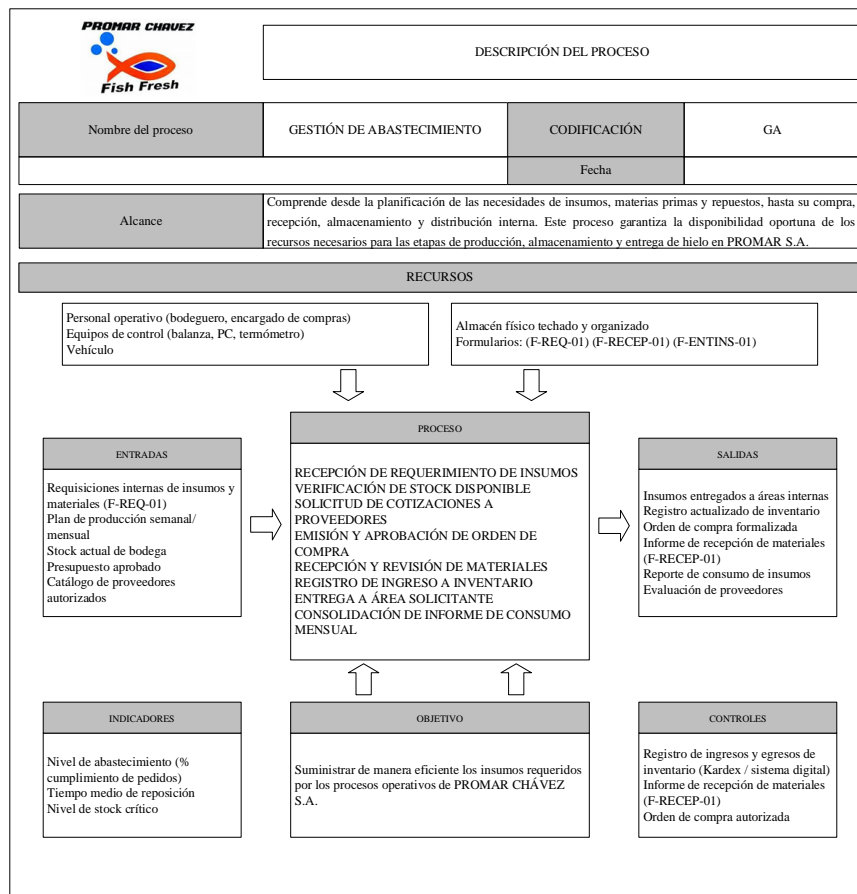 PROMAR CHAVEZ
Fish Fresh
DESCRIPCIÓN DEL PROCESO
Nombre del proceso
GESTIÓN DE ABASTECIMIENTO
CODIFICACIÓN
GA
Fecha
Alcance
Comprende desde la planificación de las necesidades de insumos, materias primas y repuestos, hasta su compra,
recepción, almacenamiento y distribución interna. Este proceso garantiza la disponibilidad oportuna de los
recursos necesarios para las etapas de producción, almacenamiento y entrega de hielo en PROMAR S.A.
RECURSOS
Personal operativo (bodeguero, encargado de compras)
Equipos de control (balanza, PC, termómetro)
Vehículo
Almacén físico techado y organizado
Formularios: (F-REQ-01) (F-RECEP-01) (F-ENTINS-01)
ENTRADAS
Requisiciones internas de insumos y
materiales (F-REQ-01)
Plan de producción semanal/
mensual
Stock actual de bodega
Presupuesto aprobado
Catálogo de proveedores
autorizados
PROCESO
RECEPCIÓN DE REQUERIMIENTO DE INSUMOS
VERIFICACIÓN DE STOCK DISPONIBLE
SOLICITUD DE COTIZACIONES A
PROVEEDORES
EMISIÓN Y APROBACIÓN DE ORDEN DE
COMPRA
RECEPCIÓN Y REVISIÓN DE MATERIALES
REGISTRO DE INGRESO A INVENTARIO
ENTREGA A ÁREA SOLICITANTE
CONSOLIDACIÓN DE INFORME DE CONSUMO
MENSUAL
SALIDAS
Insumos entregados a áreas internas
Registro actualizado de inventario
Orden de compra formalizada
Informe de recepción de materiales
(F-RECEP-01)
Reporte de consumo de insumos
Evaluación de proveedores
INDICADORES
Nivel de abastecimiento (%
cumplimiento de pedidos)
Tiempo medio de reposición
Nivel de stock crítico
OBJETIVO
Suministrar de manera eficiente los insumos requeridos
por los procesos operativos de PROMAR CHÁVEZ
S.A.
CONTROLES
Registro de ingresos y egresos de
inventario (Kardex / sistema digital)
Informe de recepción de materiales
(F-RECEP-01)
Orden de compra autorizada